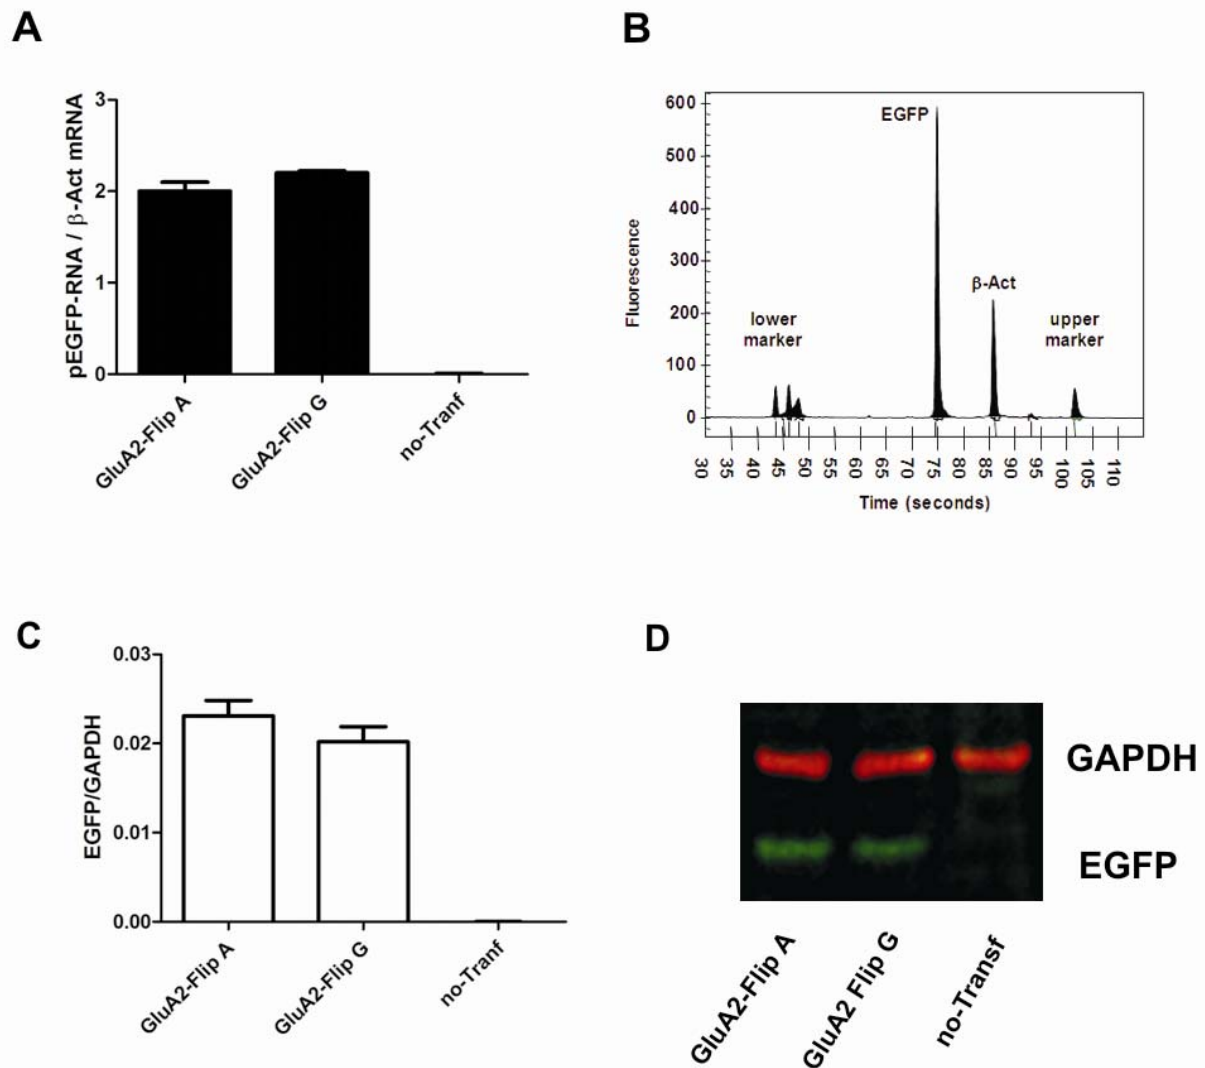 A
pEGFP-RNA / β-Act mRNA
3
2
1
0
GluA2-Flip A
GluA2-Flip G
no-Tranf
B
Fluorescence
600
500
400
300
200
100
0
EGFP
β-Act
lower
marker
upper
marker
30 35 40 45 50 55 60 65 70 75 80 85 90 95 100 105 110
Time (seconds)
C
EGFP/GAPDH
0.03
0.02
0.01
0.00
GluA2-Flip A
GluA2-Flip G
no-Tranf
D
GAPDH
EGFP
GluA2-Flip A
GluA2 Flip G
no-Transf